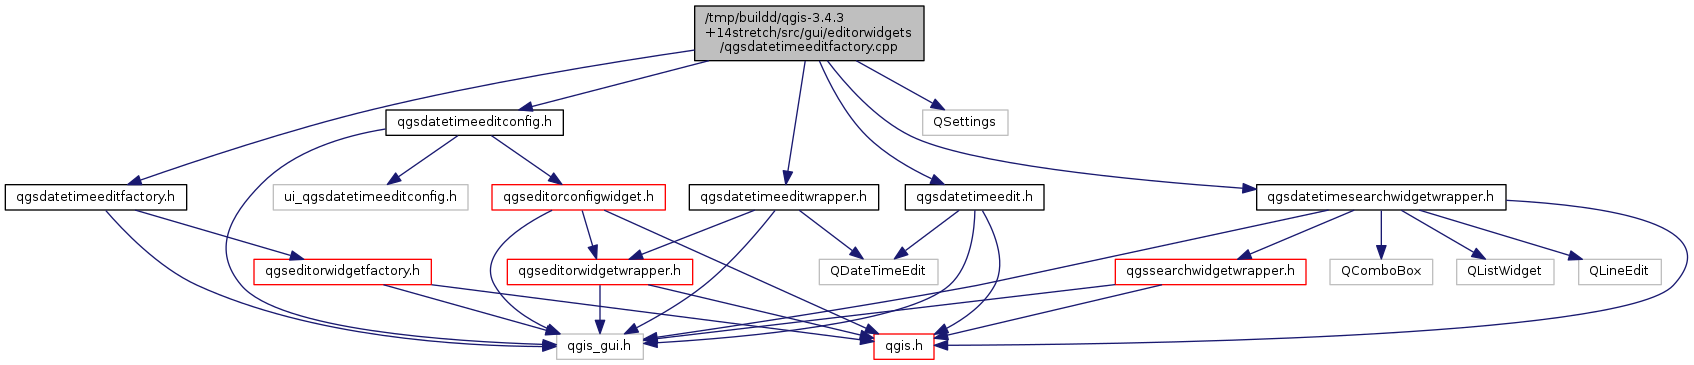 /tmp/buildd/qgis-3.4.3
+14stretch/src/gui/editorwidgets
/qgsdatetimeeditfactory.cpp
qgsdatetimeeditconfig.h
QSettings
qgsdatetimeeditfactory.h
ui_qgsdatetimeeditconfig.h
qgseditorconfigwidget.h
qgsdatetimeeditwrapper.h
qgsdatetimeedit.h
qgsdatetimesearchwidgetwrapper.h
qgseditorwidgetfactory.h
qgseditorwidgetwrapper.h
QDateTimeEdit
qgssearchwidgetwrapper.h
QComboBox
QListWidget
QLineEdit
qgis_gui.h
qgis.h